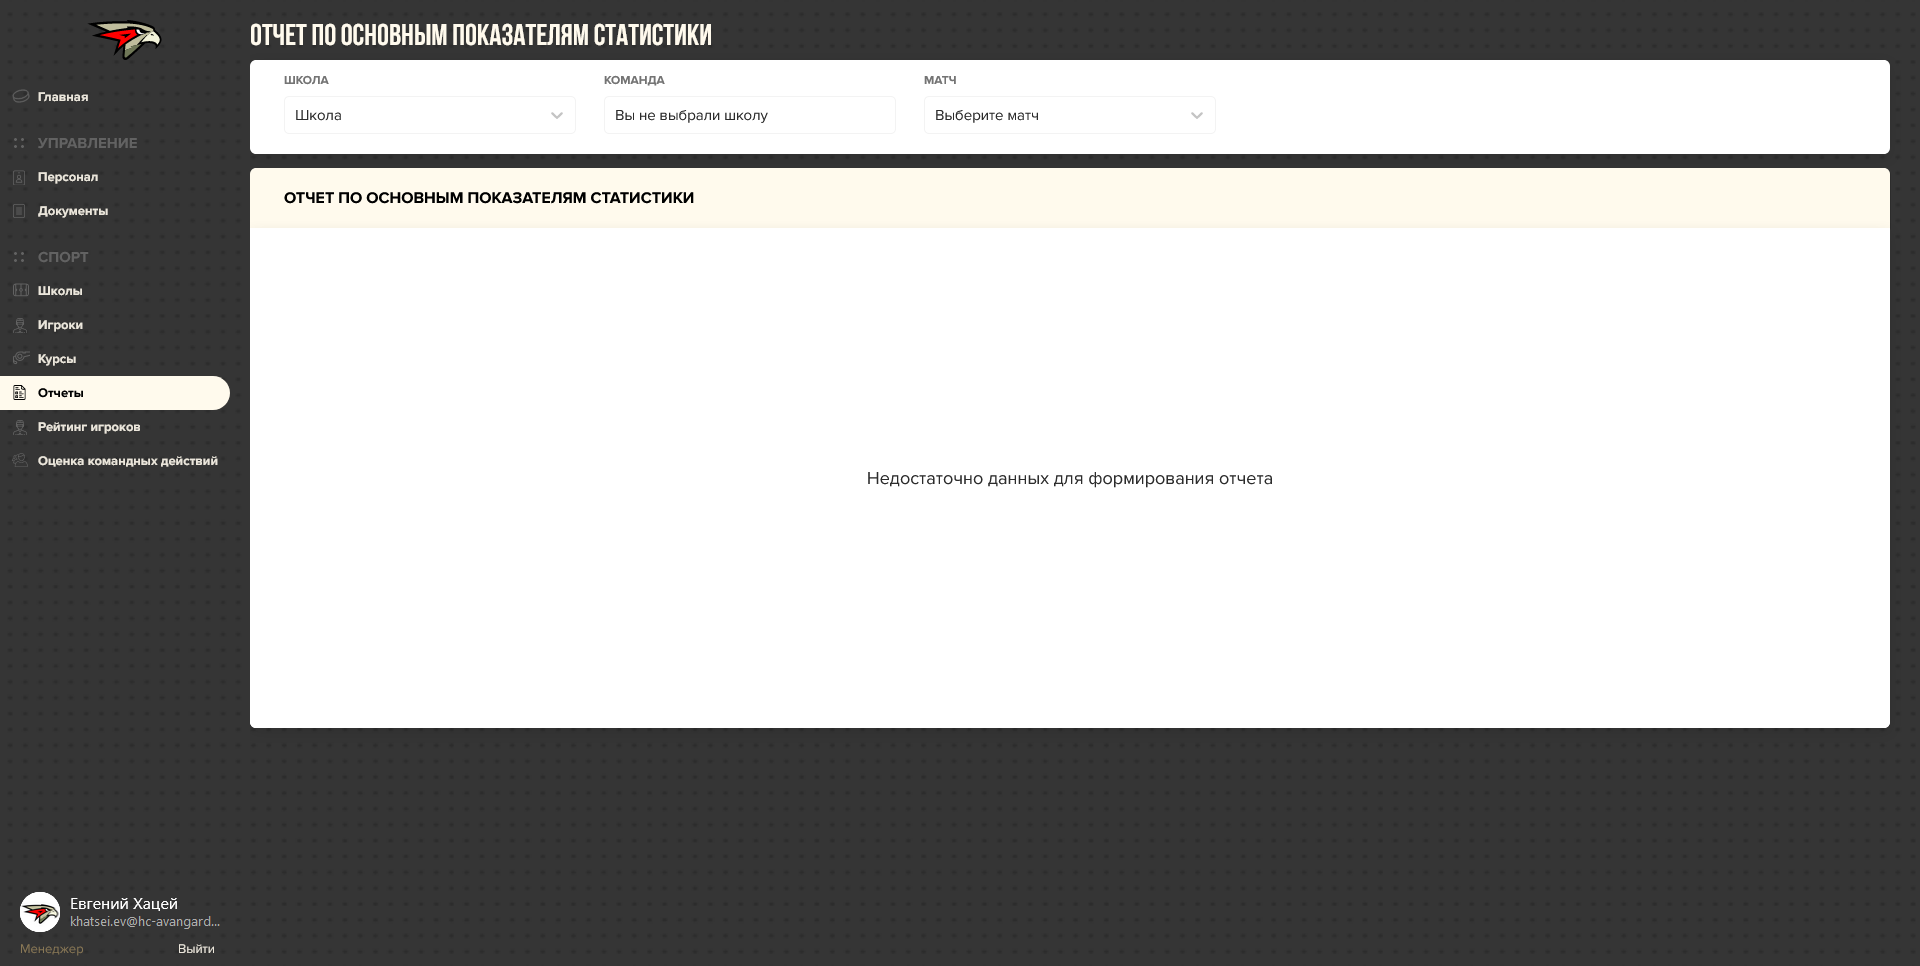 ОТЧЕТ ПО ОСНОВНЫМ ПОКАЗАТЕЛЯМ СТАТИСТИКИ
Главная
УПРАВЛЕНИЕ
Персонал
Документы
СПОРТ
Школы
Игроки
Курсы
Отчеты
Рейтинг игроков
Оценка командных действий
ШКОЛА
Школа
КОМАНДА
Вы не выбрали школу
МАТЧ
Выберите матч
ОТЧЕТ ПО ОСНОВНЫМ ПОКАЗАТЕЛЯМ СТАТИСТИКИ
Недостаточно данных для формирования отчета
Евгений Хацей
khatsei.ev@hc-avangard...
Менеджер
Выйти